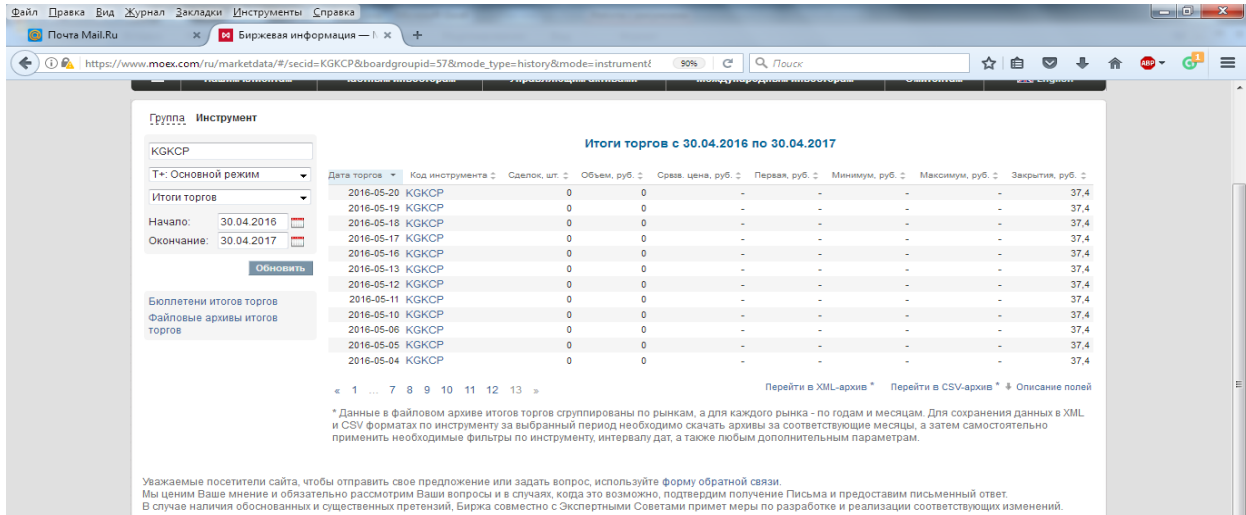 Файл Правка Вид Журнал Закладки Инструменты Справка
Почта Mail.Ru × Биржевая информация — × +
https://www.moex.com/ru/marketdata/#/secid=KGKCP&boardgroupid=57&mode_type=history&mode=instrument& 90% Поиск ABP 1
English
Группа Инструмент
Итоги торгов с 30.04.2016 по 30.04.2017
KGKCP
T+: Основной режим
Итоги торгов
Начало: 30.04.2016
Окончание: 30.04.2017
Обновить
Бюллетени итогов торгов
Файловые архивы итогов
торгов
Дата торгов Код инструмента Сделок, шт. Объем, руб. Срвзв. цена, руб. Первая, руб. Минимум, руб. Максимум, руб. Закрытия, руб.
2016-05-20 KGKCP 0 0 - - - - 37,4
2016-05-19 KGKCP 0 0 - - - - 37,4
2016-05-18 KGKCP 0 0 - - - - 37,4
2016-05-17 KGKCP 0 0 - - - - 37,4
2016-05-16 KGKCP 0 0 - - - - 37,4
2016-05-13 KGKCP 0 0 - - - - 37,4
2016-05-12 KGKCP 0 0 - - - - 37,4
2016-05-11 KGKCP 0 0 - - - - 37,4
2016-05-10 KGKCP 0 0 - - - - 37,4
2016-05-06 KGKCP 0 0 - - - - 37,4
2016-05-05 KGKCP 0 0 - - - - 37,4
2016-05-04 KGKCP 0 0 - - - - 37,4
« 1 ... 7 8 9 10 11 12 13 »
Перейти в XML-архив * Перейти в CSV-архив * Описание полей
* Данные в файловом архиве итогов торгов сгруппированы по рынкам, а для каждого рынка - по годам и месяцам. Для сохранения данных в XML
и CSV форматах по инструменту за выбранный период необходимо скачать архивы за соответствующие месяцы, а затем самостоятельно
применить необходимые фильтры по инструменту, интервалу дат, а также любым дополнительным параметрам.
Уважаемые посетители сайта, чтобы отправить свое предложение или задать вопрос, используйте форму обратной связи.
Мы ценим Ваше мнение и обязательно рассмотрим Ваши вопросы и в случаях, когда это возможно, подтвердим получение Письма и предоставим письменный ответ.
В случае наличия обоснованных и существенных претензий, Биржа совместно с Экспертными Советами примет меры по разработке и реализации соответствующих изменений.